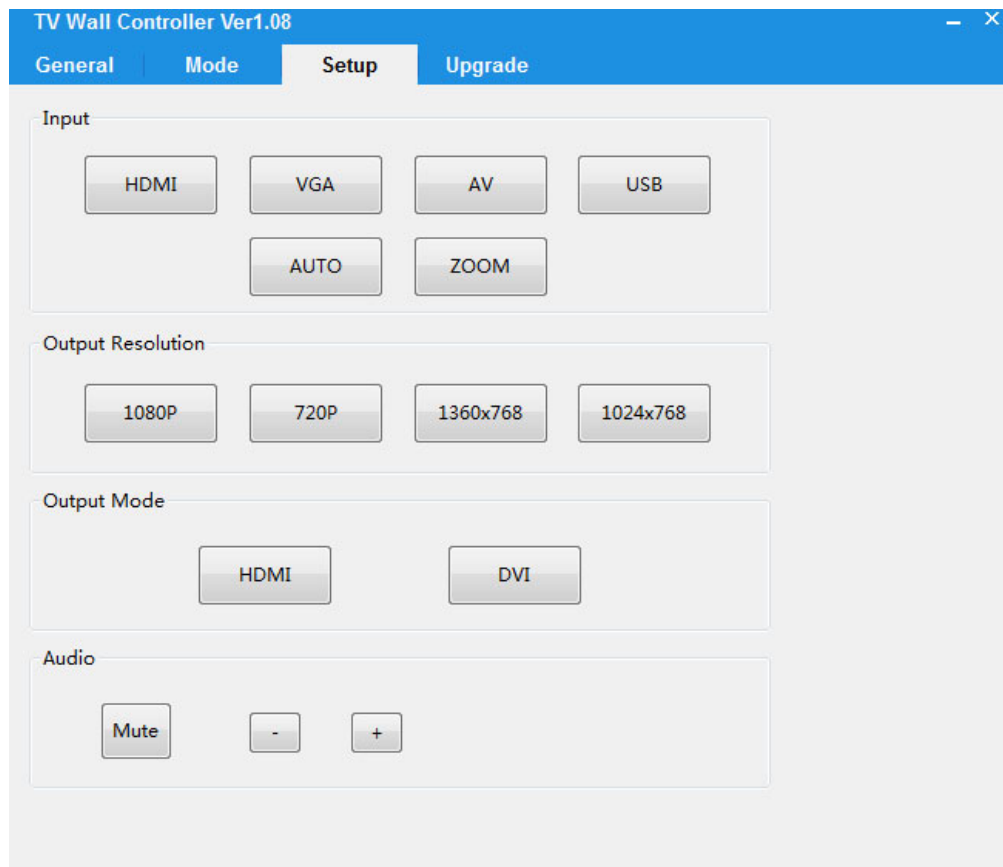 TV Wall Controller Ver1.08
General Mode Setup Upgrade
Input
HDMI VGA AV USB
AUTO ZOOM
Output Resolution
1080P 720P 1360x768 1024x768
Output Mode
HDMI DVI
Audio
Mute - +